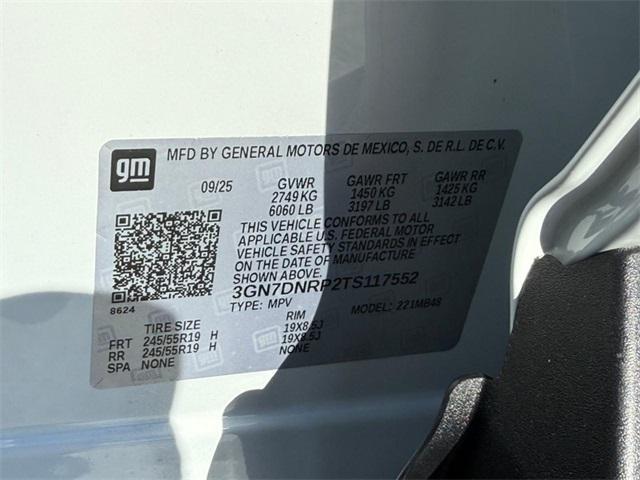 gm
MFD BY GENERAL MOTORS DE MEXICO, S. DE R.L. DE C.V.
09/25 GVWR GAWR FRT GAWR RR
2749 KG 1450 KG 1425 KG
6060 LB 3197 LB 3142 LB
THIS VEHICLE CONFORMS TO ALL
APPLICABLE U.S. FEDERAL MOTOR
VEHICLE SAFETY STANDARDS IN EFFECT
ON THE DATE OF MANUFACTURE
SHOWN ABOVE.
3GN7DNRP2TS117552
8624 TYPE: MPV MODEL: 221MB48
TIRE SIZE RIM
FRT 245/55R19 H 19X8.5J
RR 245/55R19 H 19X8.5J
SPA NONE NONE